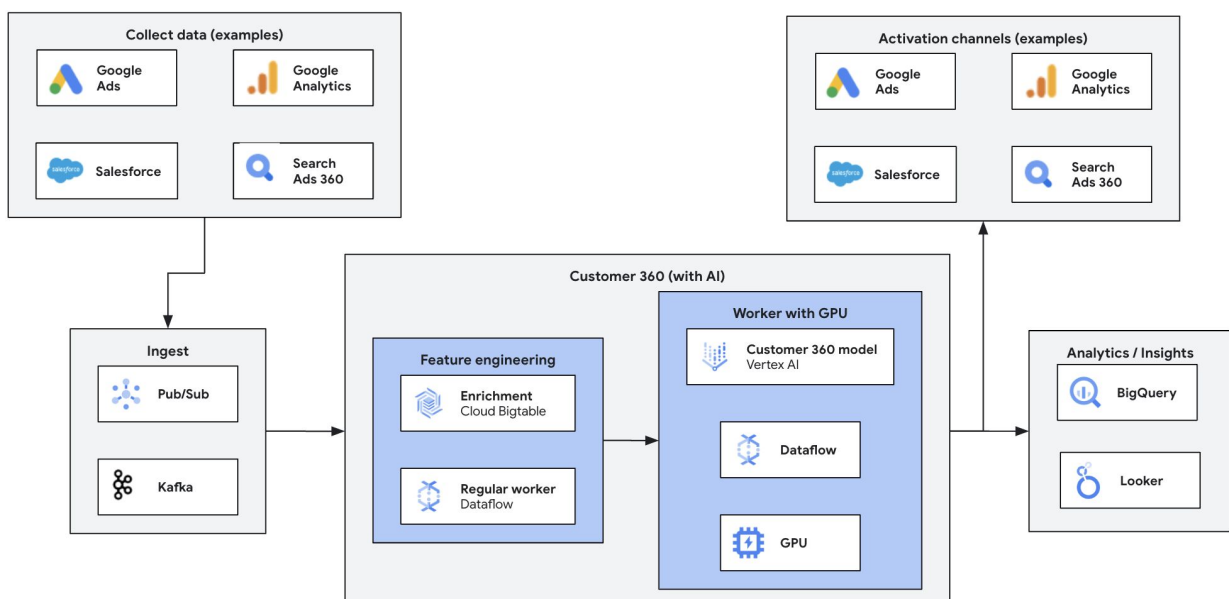 Collect data (examples)
Google
Ads
Google
Analytics
salesforce
Salesforce
Search
Ads 360
Activation channels (examples)
Google
Ads
Google
Analytics
salesforce
Salesforce
Search
Ads 360
Ingest
Pub/Sub
Kafka
Customer 360 (with AI)
Feature engineering
Enrichment
Cloud Bigtable
Regular worker
Dataflow
Worker with GPU
Customer 360 model
Vertex AI
Dataflow
GPU
Analytics / Insights
BigQuery
Looker